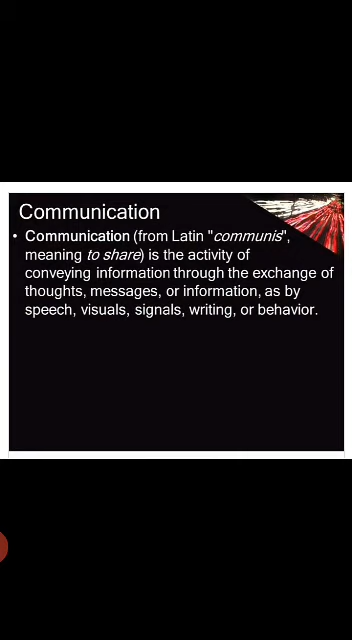 Communication
• Communication (from Latin "communis",
meaning to share) is the activity of
conveying information through the exchange of
thoughts, messages, or information, as by
speech, visuals, signals, writing, or behavior.